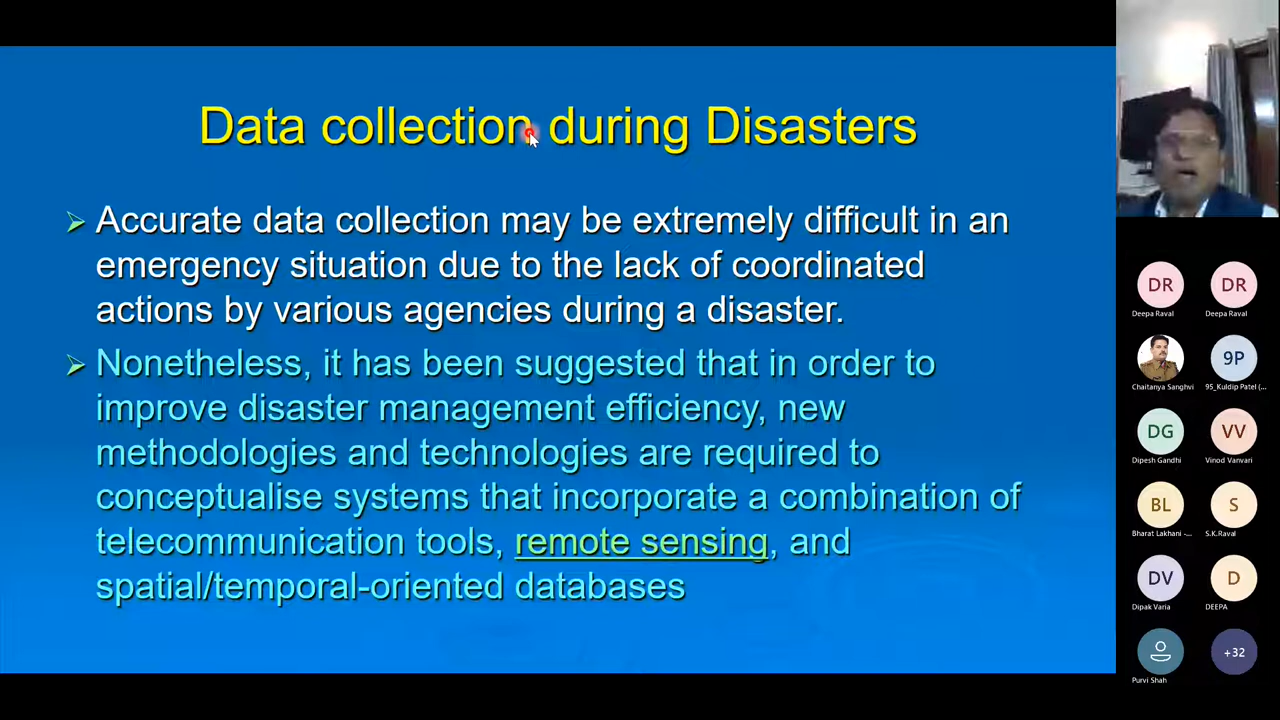 Data collection during Disasters
Accurate data collection may be extremely difficult in an
emergency situation due to the lack of coordinated
actions by various agencies during a disaster.
Nonetheless, it has been suggested that in order to
improve disaster management efficiency, new
methodologies and technologies are required to
conceptualise systems that incorporate a combination of
telecommunication tools, remote sensing, and
spatial/temporal-oriented databases
DR DR
Deepa Raval Deepa Raval
9P
Chaitanya Sanghvi 95_Kuldip Patel (...
DG VV
Dipesh Gandhi Vinod Vanvari
BL S
Bharat Lakhani -... S.K.Raval
DV D
Dipak Varia DEEPA
+32
Purvi Shah